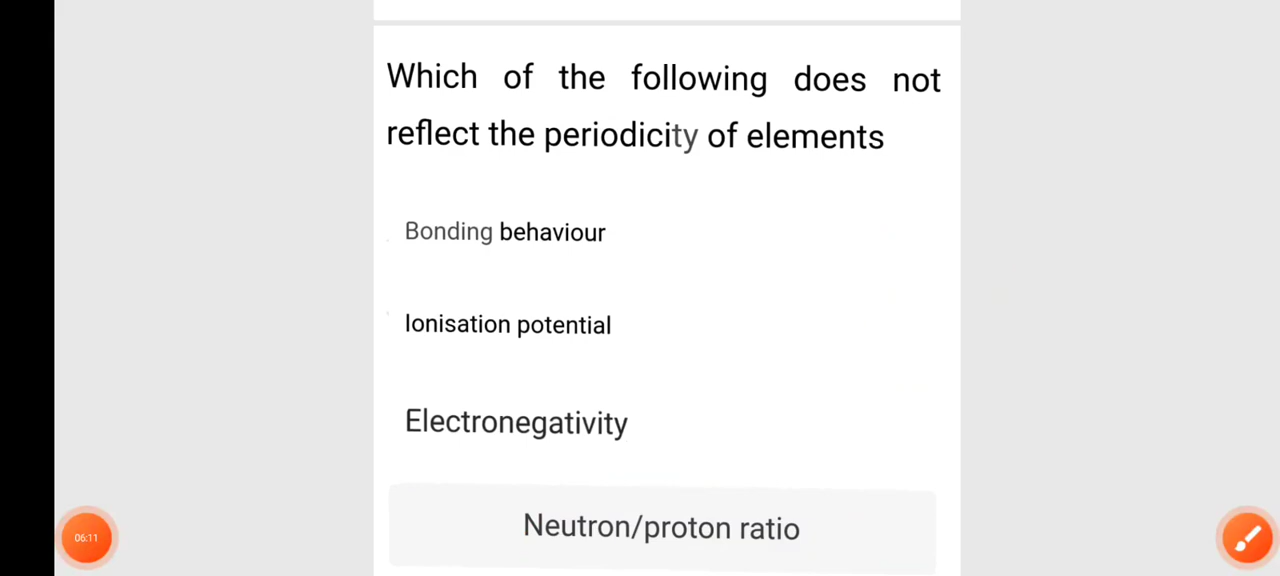 Which of the following does not
reflect the periodicity of elements
Bonding behaviour
Ionisation potential
Electronegativity
Neutron/proton ratio
06:11